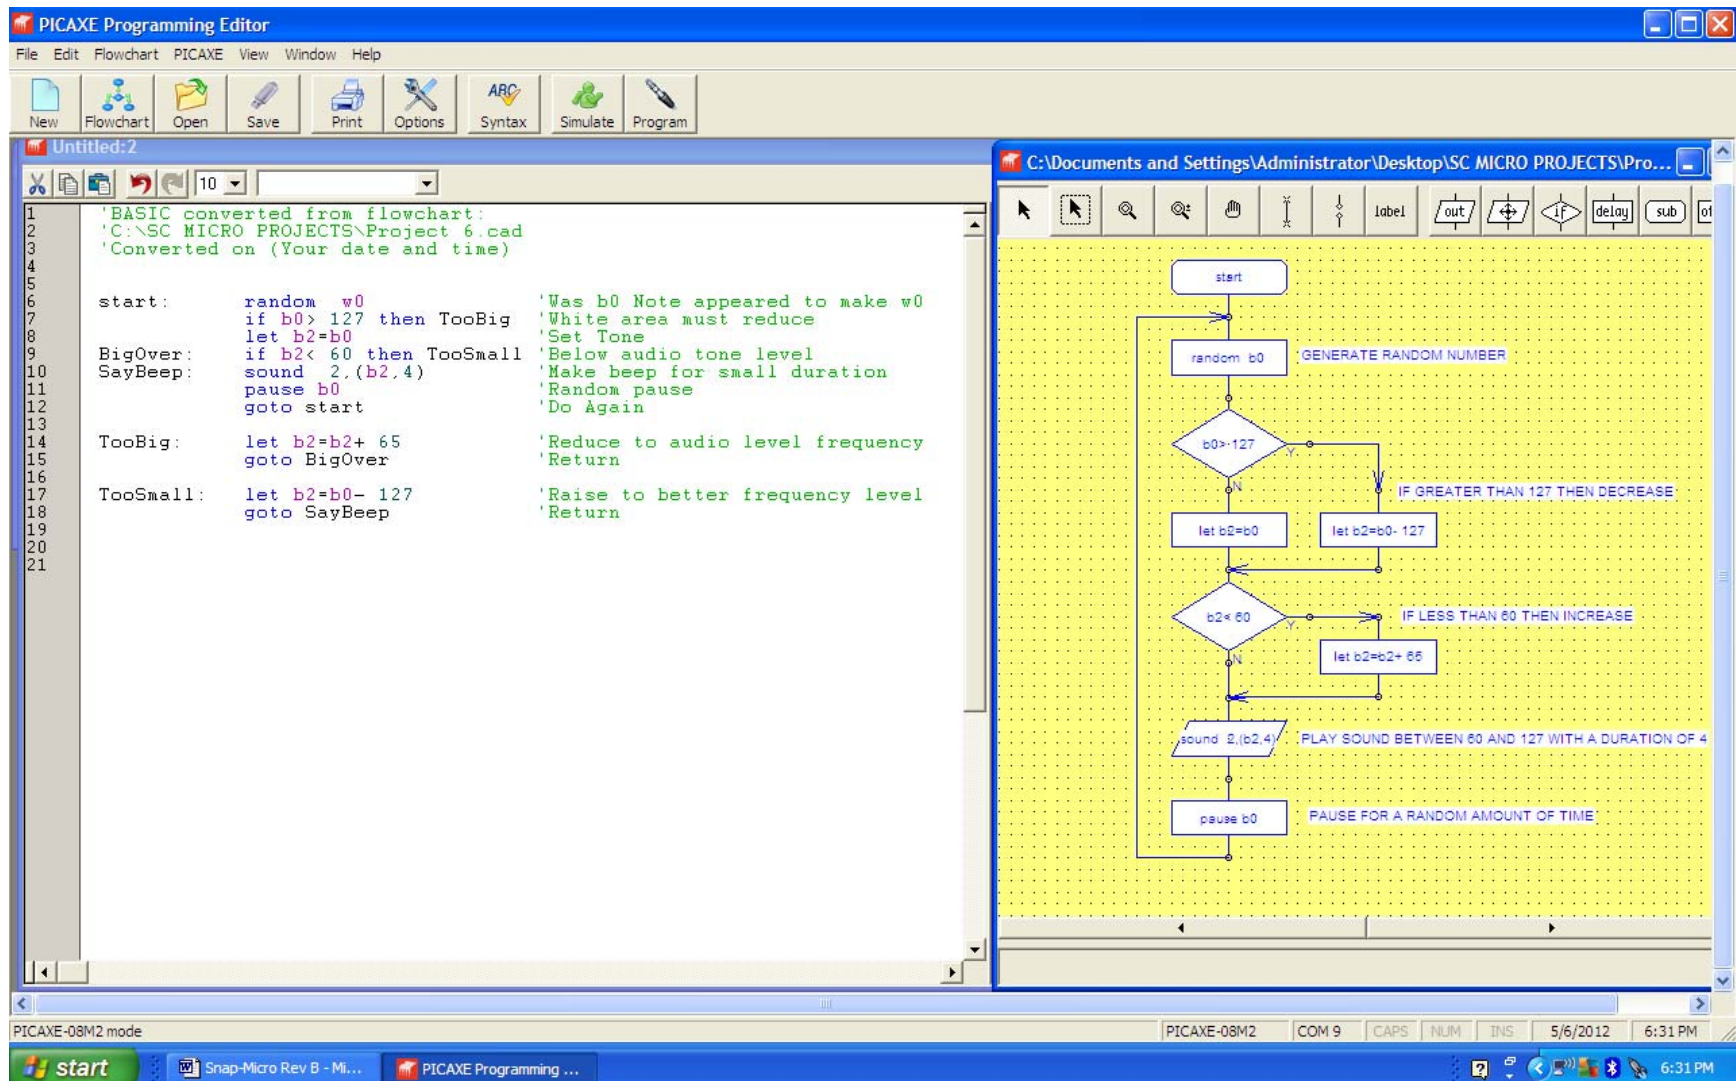 PICAXE Programming Editor
File Edit Flowchart PICAXE View Window Help
New Flowchart Open Save Print Options ABC Syntax Simulate Program
Untitled:2
10
1 'BASIC converted from flowchart:
2 'C:\SC MICRO PROJECTS\Project 6.cad
3 'Converted on (Your date and time)
4
5
6 start: random w0 'Was b0 Note appeared to make w0
7 if b0> 127 then TooBig 'White area must reduce
8 let b2=b0 'Set Tone
9 BigOver: if b2< 60 then TooSmall 'Below audio tone level
10 SayBeep: sound 2,(b2,4) 'Make beep for small duration
11 pause b0 'Random pause
12 goto start 'Do Again
13
14 TooBig: let b2=b2+ 65 'Reduce to audio level frequency
15 goto BigOver 'Return
16
17 TooSmall: let b2=b0- 127 'Raise to better frequency level
18 goto SayBeep 'Return
19
20
21
C:\Documents and Settings\Administrator\Desktop\SC MICRO PROJECTS\Pro...
label out if delay sub
start
random b0 GENERATE RANDOM NUMBER
b0> 127 Y
N IF GREATER THAN 127 THEN DECREASE
let b2=b0 let b2=b0- 127
b2< 60 Y IF LESS THAN 60 THEN INCREASE
N let b2=b2+ 65
sound 2,(b2,4) PLAY SOUND BETWEEN 60 AND 127 WITH A DURATION OF 4
pause b0 PAUSE FOR A RANDOM AMOUNT OF TIME
PICAXE-08M2 mode PICAXE-08M2 COM 9 CAPS NUM INS 5/6/2012 6:31 PM
start Snap-Micro Rev B - Mi... PICAXE Programming ... 6:31 PM